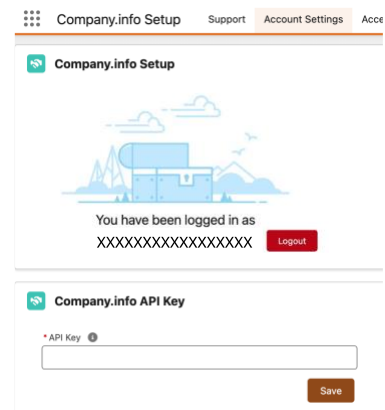 Company.info Setup Support Account Settings Acce
Company.info Setup
You have been logged in as
XXXXXXXXXXXXXXXXX Logout
Company.info API Key
* API Key
Save